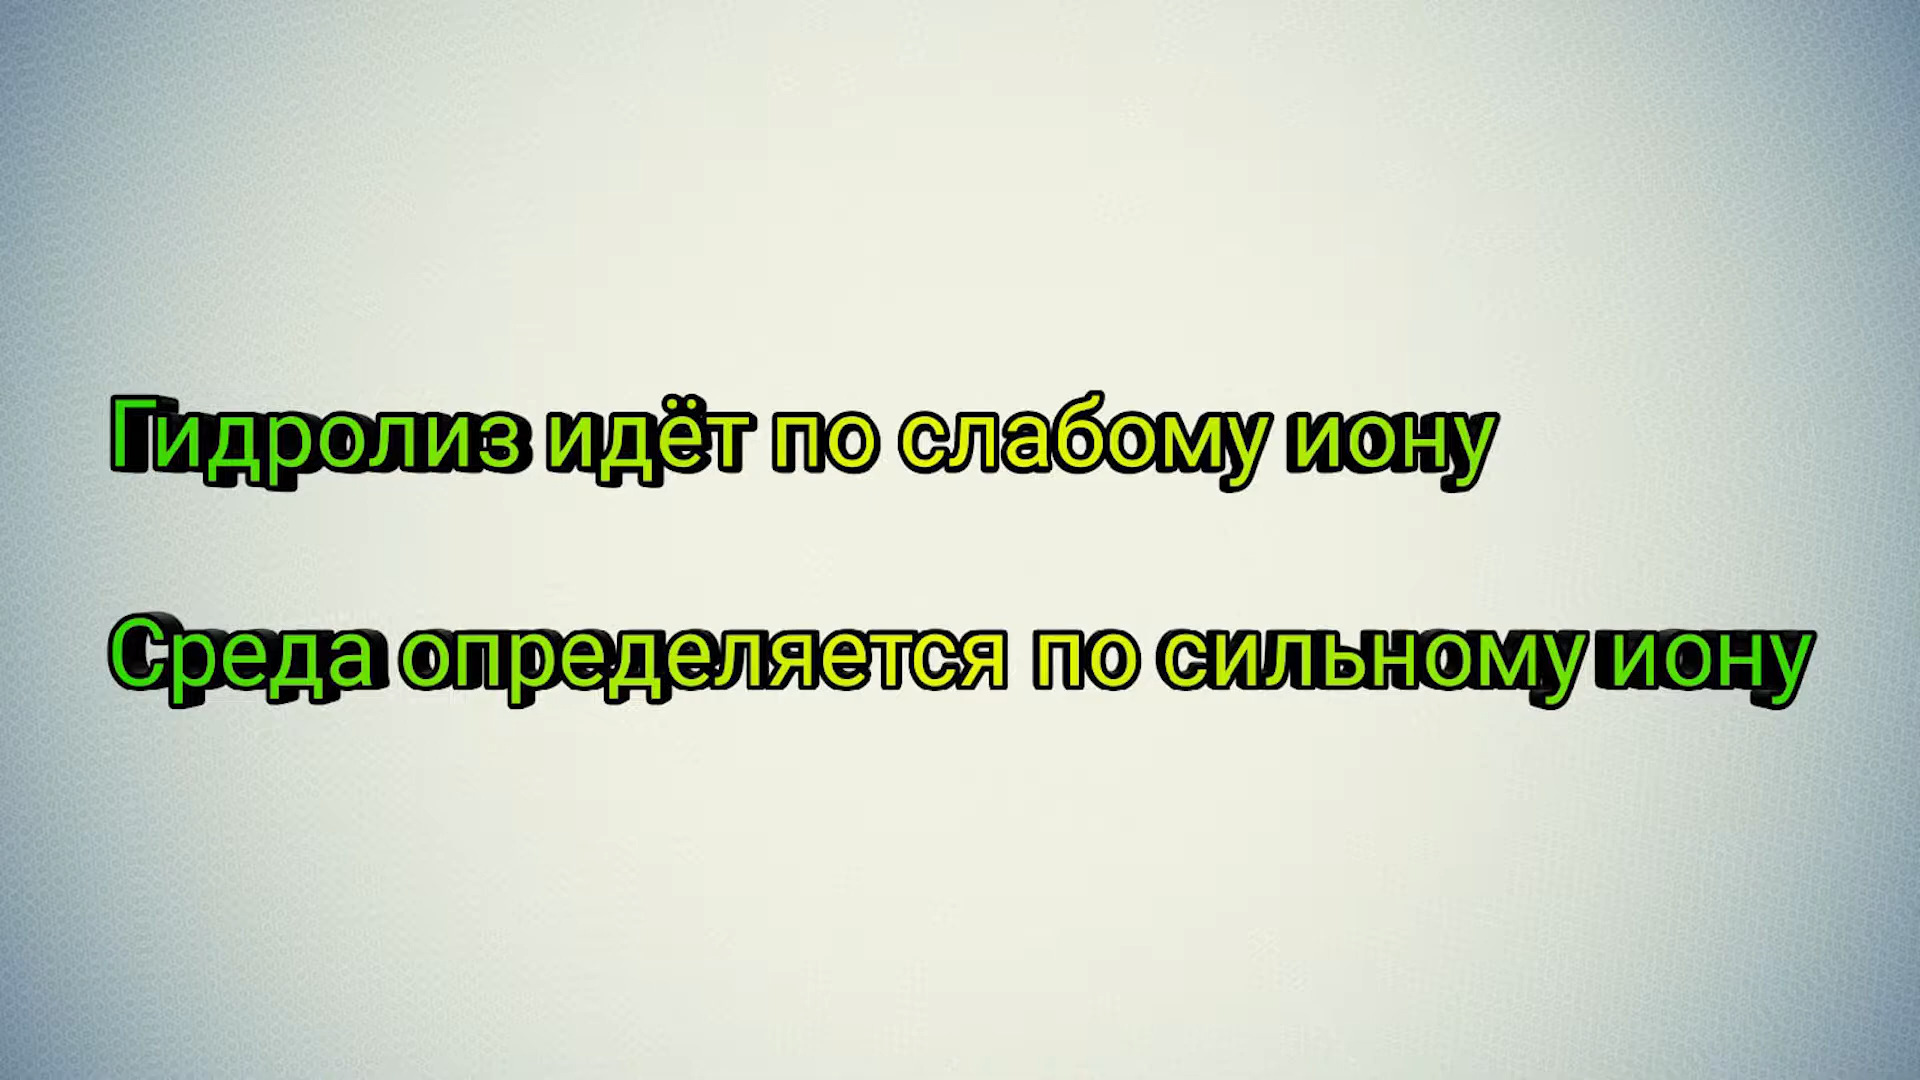 Гидролиз идёт по слабому иону
Среда определяется по сильному иону